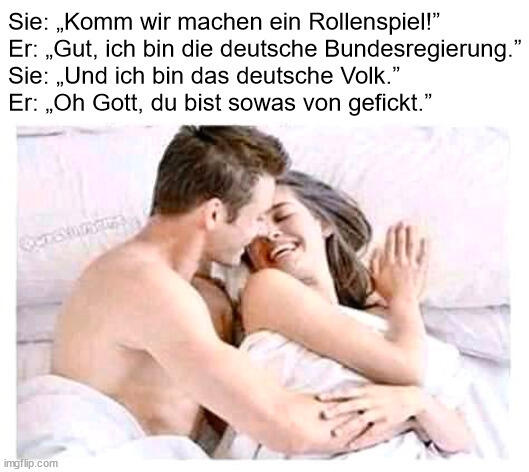 Sie: „Komm wir machen ein Rollenspiel!”
Er: „Gut, ich bin die deutsche Bundesregierung.”
Sie: „Und ich bin das deutsche Volk.”
Er: „Oh Gott, du bist sowas von gefickt.”
imgflip.com